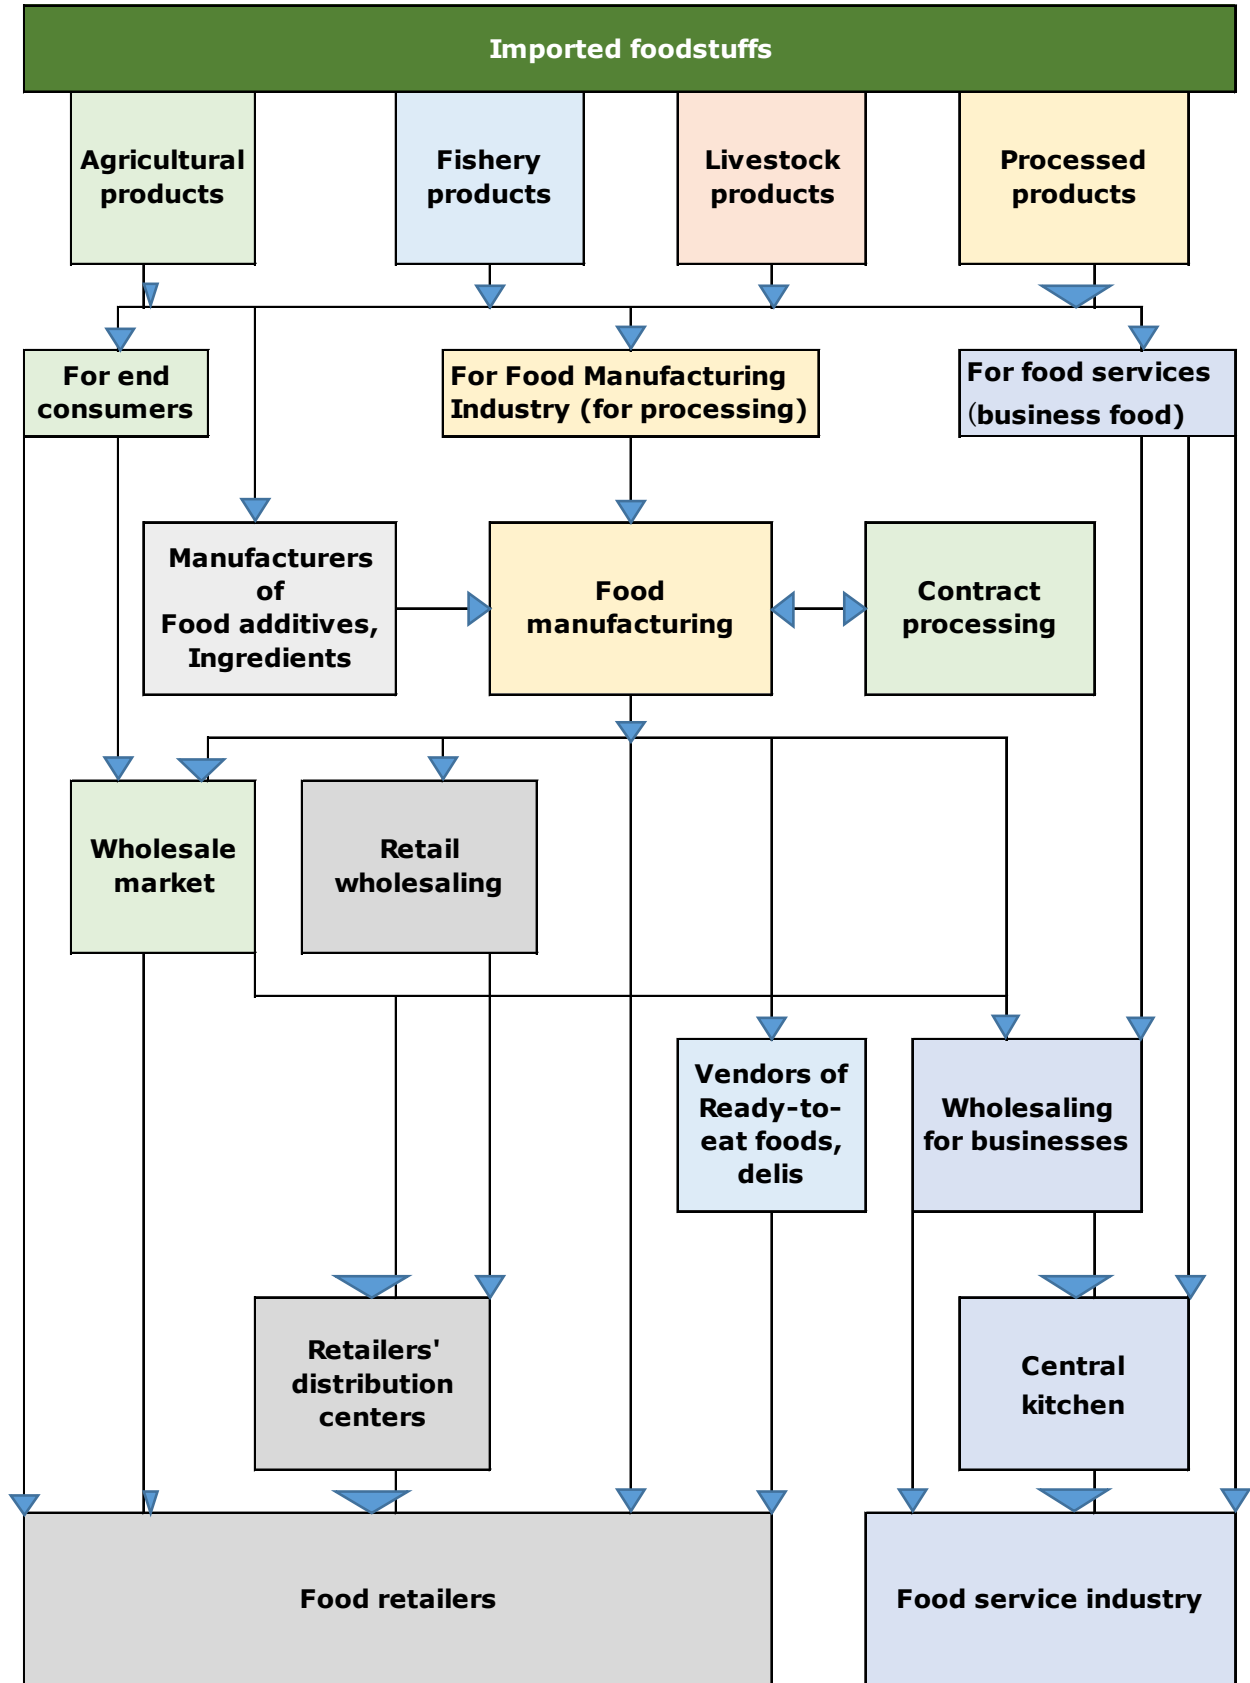 Imported foodstuffs
Agricultural
products
Fishery
products
Livestock
products
Processed
products
For end
consumers
For Food Manufacturing
Industry (for processing)
For food services
（business food)
Manufacturers
of
Food additives,
Ingredients
Food
manufacturing
Contract
processing
Wholesale
market
Retail
wholesaling
Vendors of
Ready-to-
eat foods,
delis
Wholesaling
for businesses
Retailers'
distribution
centers
Central
kitchen
Food retailers
Food service industry